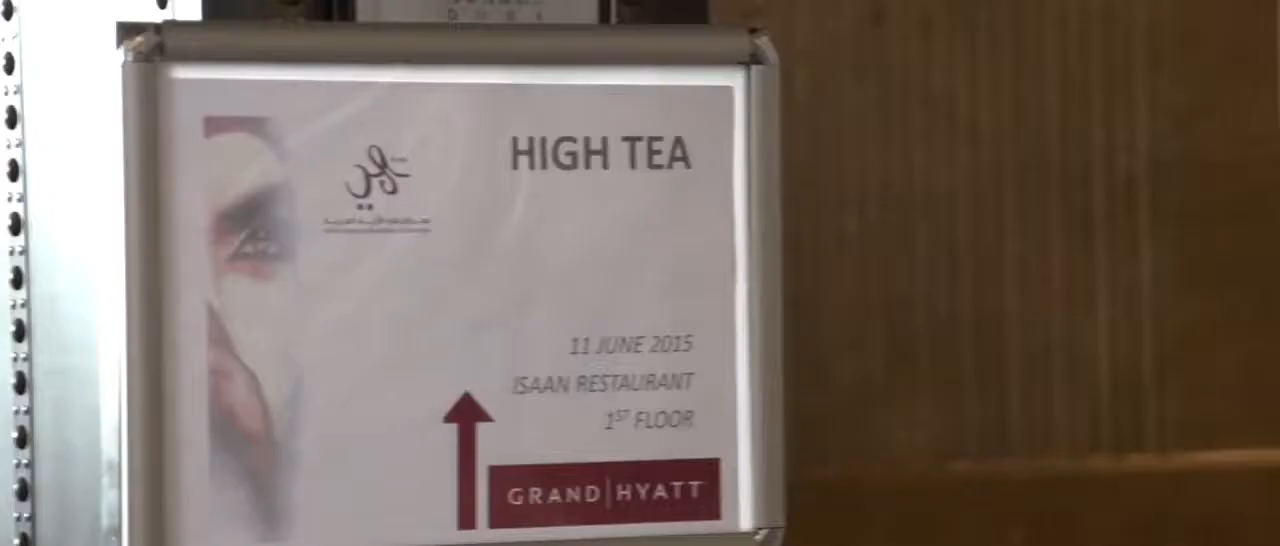 HIGH TEA
11 JUNE 2015
ISAAN RESTAURANT
1ST FLOOR
GRAND HYATT